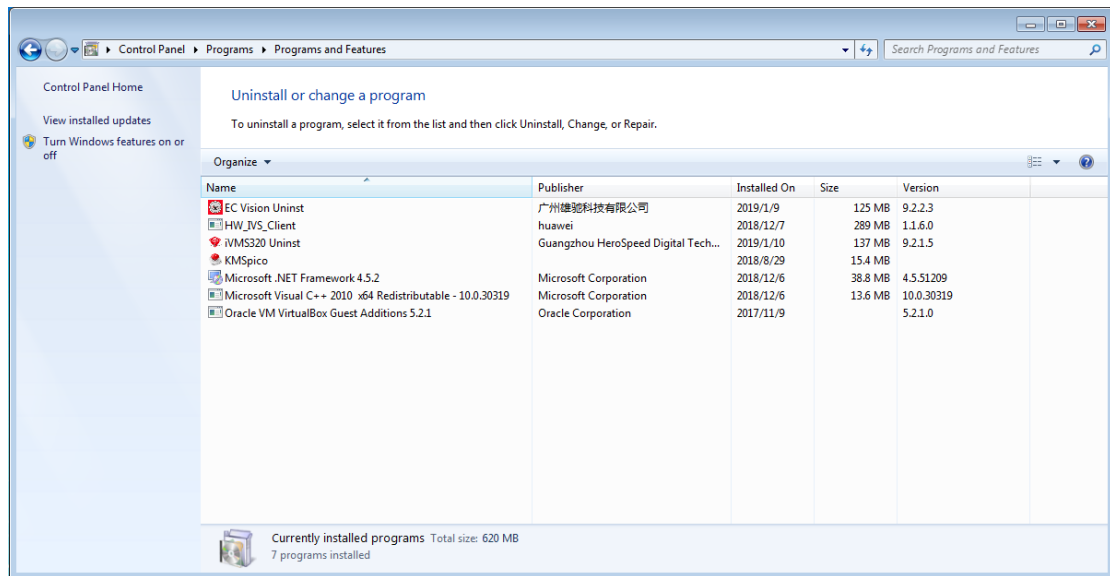 Control Panel Programs Programs and Features Search Programs and Features
Control Panel Home
View installed updates
Turn Windows features on or
off
Uninstall or change a program
To uninstall a program, select it from the list and then click Uninstall, Change, or Repair.
Organize
Name Publisher Installed On Size Version
EC Vision Uninst 广州雄驰科技有限公司 2019/1/9 125 MB 9.2.2.3
HW_IVS_Client huawei 2018/12/7 289 MB 1.1.6.0
iVMS320 Uninst Guangzhou HeroSpeed Digital Tech... 2019/1/10 137 MB 9.2.1.5
KMSpico 2018/8/29 15.4 MB
Microsoft .NET Framework 4.5.2 Microsoft Corporation 2018/12/6 38.8 MB 4.5.51209
Microsoft Visual C++ 2010 x64 Redistributable - 10.0.30319 Microsoft Corporation 2018/12/6 13.6 MB 10.0.30319
Oracle VM VirtualBox Guest Additions 5.2.1 Oracle Corporation 2017/11/9 5.2.1.0
Currently installed programs Total size: 620 MB
7 programs installed